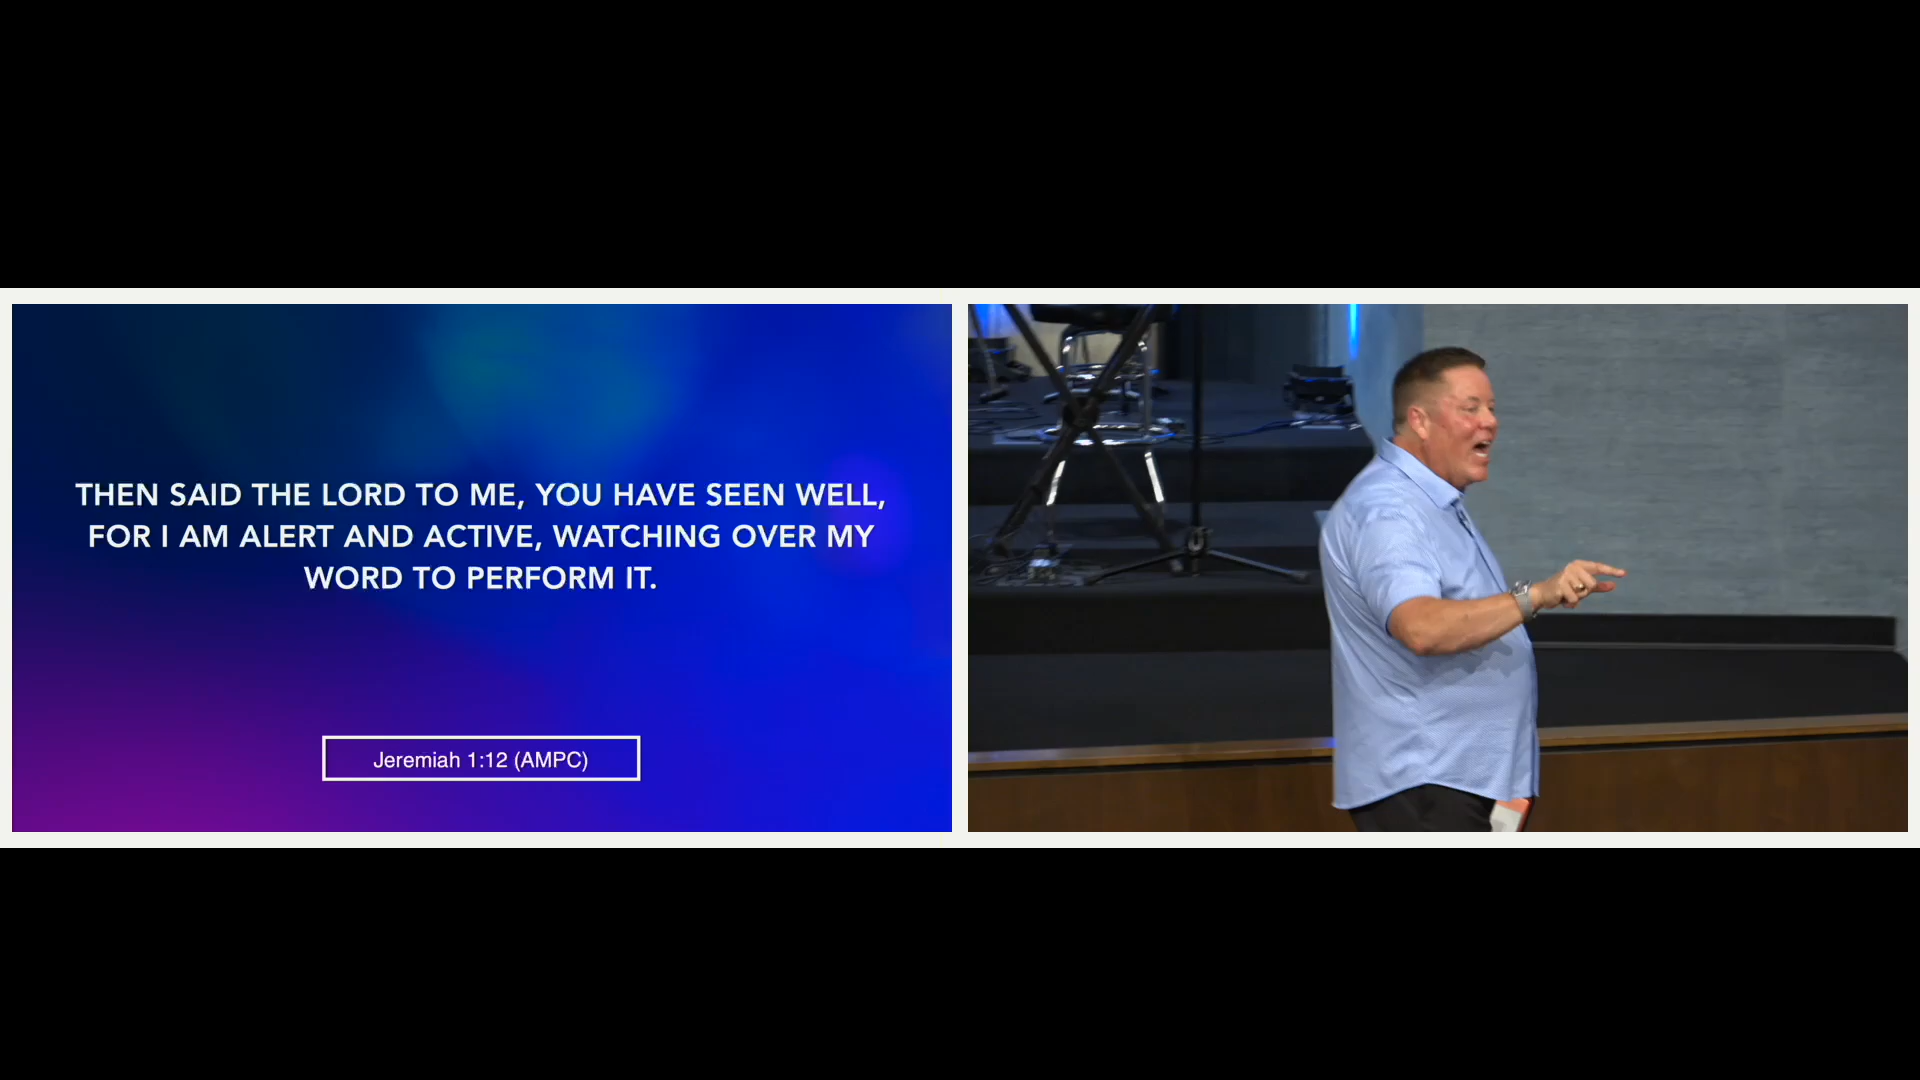 THEN SAID THE LORD TO ME, YOU HAVE SEEN WELL,
FOR I AM ALERT AND ACTIVE, WATCHING OVER MY
WORD TO PERFORM IT.
Jeremiah 1:12 (AMPC)